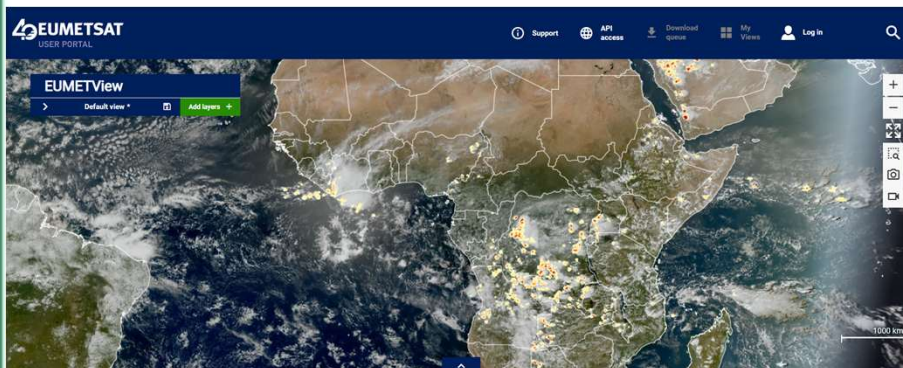 40 EUMETSAT
USER PORTAL
Support
API
access
Download
queue
My
Views
Log in
EUMETView
Default view *
Add layers +
1000 km